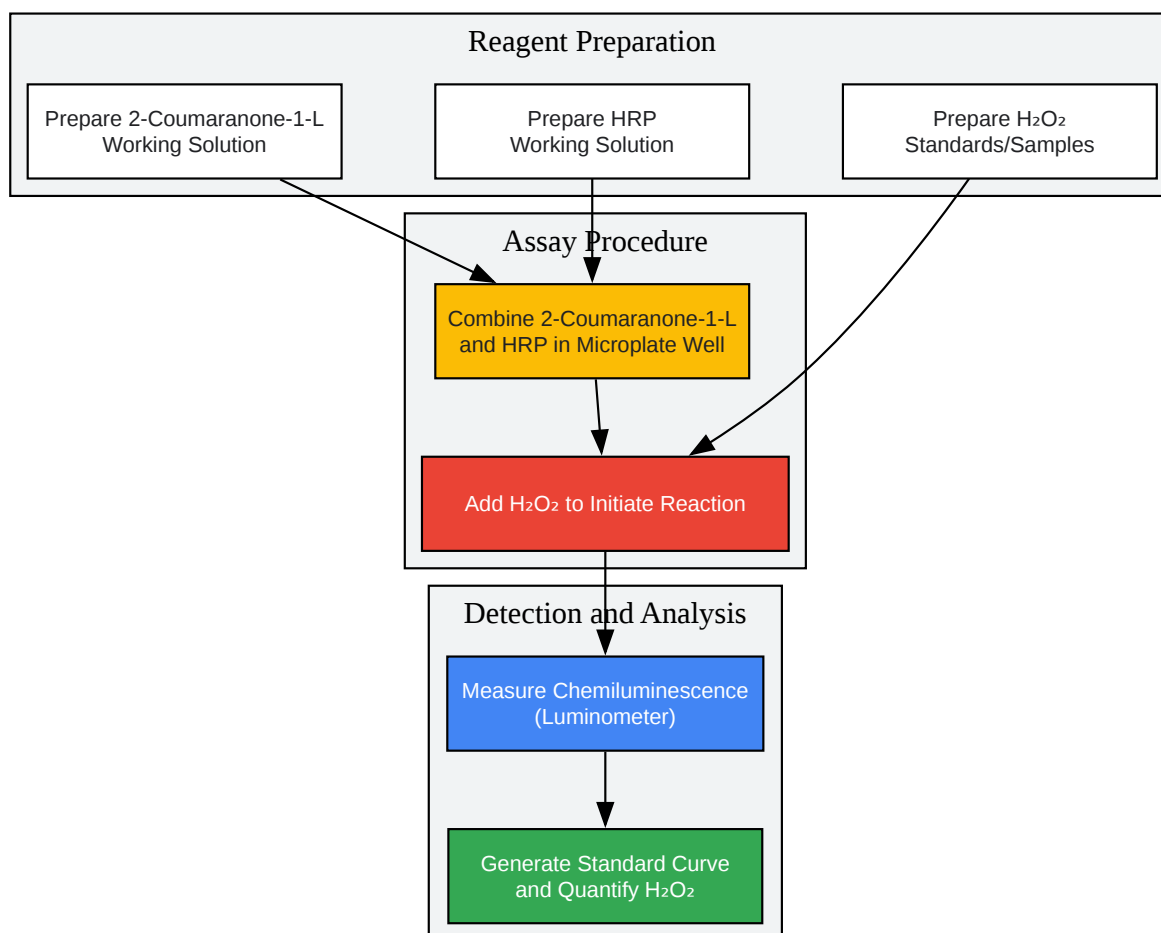 Reagent Preparation
Prepare 2-Coumaranone-1-L
Working Solution
Prepare HRP
Working Solution
Prepare H₂O₂
Standards/Samples
Assay Procedure
Combine 2-Coumaranone-1-L
and HRP in Microplate Well
Add H₂O₂ to Initiate Reaction
Detection and Analysis
Measure Chemiluminescence
(Luminometer)
Generate Standard Curve
and Quantify H₂O₂